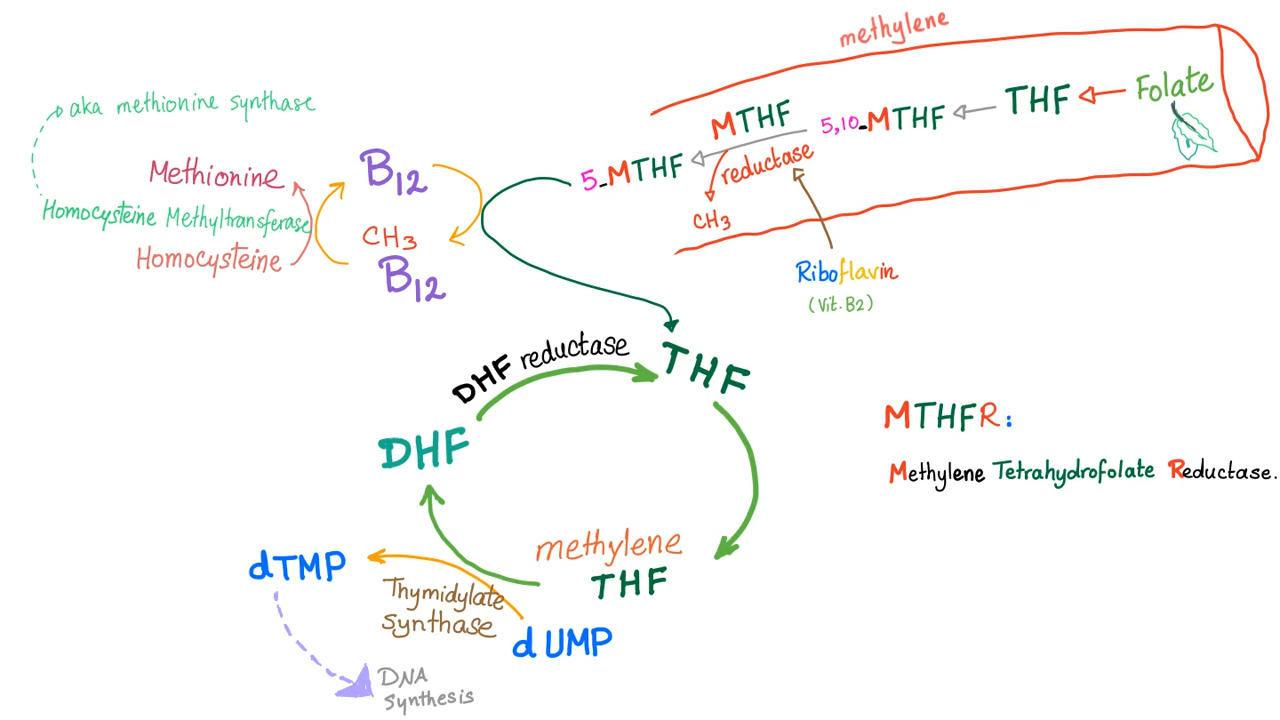 methylene
aka methionine synthase
MTHF
5,10-MTHF
THF
Folate
5-MTHF
reductase
CH3
Methionine
B12
Homocysteine Methyltransferase
CH3
Homocysteine
B12
Riboflavin
(Vit. B2)
DHF reductase
THF
DHF
MTHFR:
Methylene Tetrahydrofolate Reductase.
methylene
THF
dTMP
Thymidylate
synthase
dUMP
DNA
Synthesis